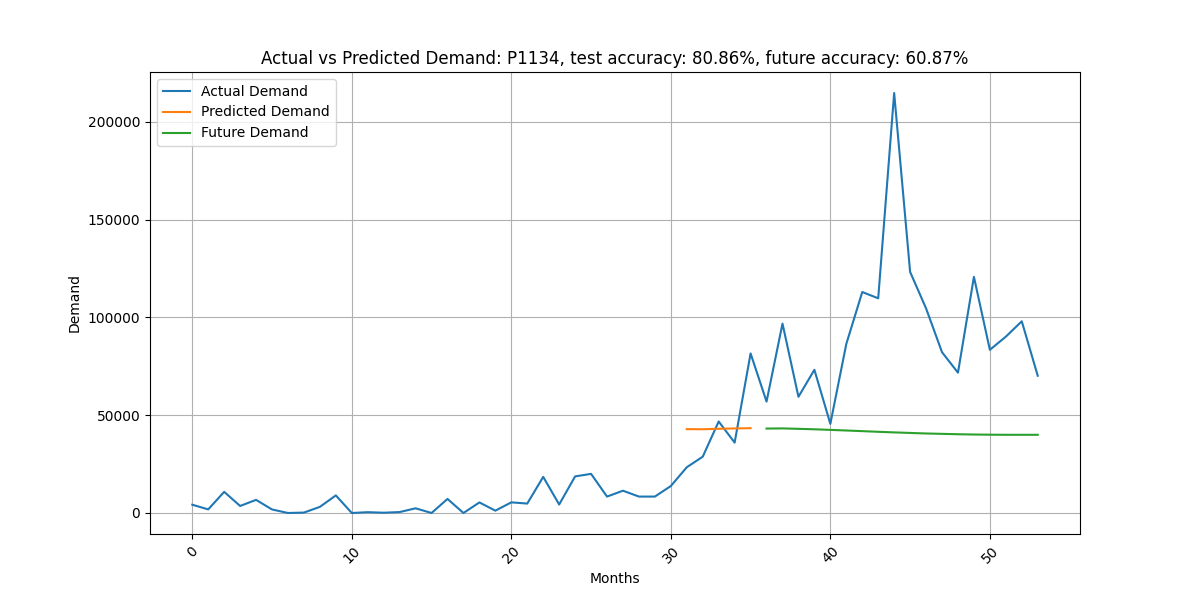 Actual vs Predicted Demand: P1134, test accuracy: 80.86%, future accuracy: 60.87%
Actual Demand
Predicted Demand
Future Demand
200000
150000
100000
50000
0
Demand
0
10
20
30
40
50
Months